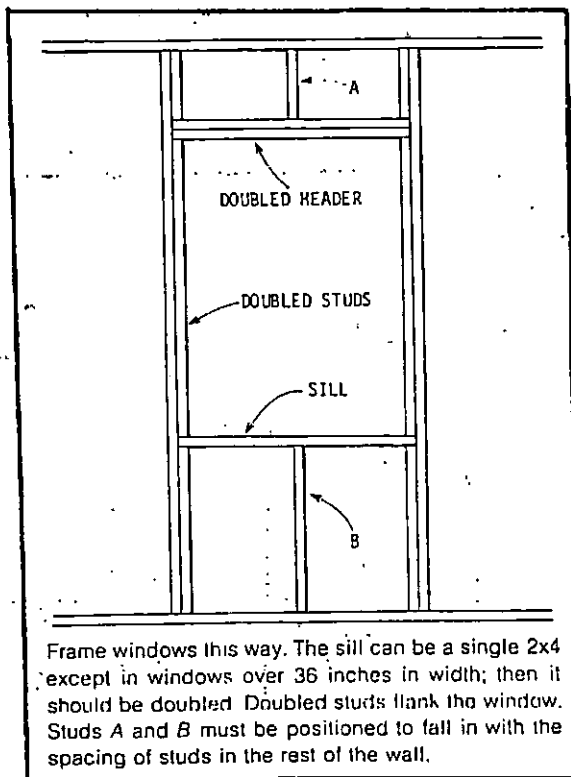 A
DOUBLED HEADER
DOUBLED STUDS
SILL
B
Frame windows this way. The sill can be a single 2x4
except in windows over 36 inches in width; then it
should be doubled. Doubled studs flank the window.
Studs A and B must be positioned to fall in with the
spacing of studs in the rest of the wall.